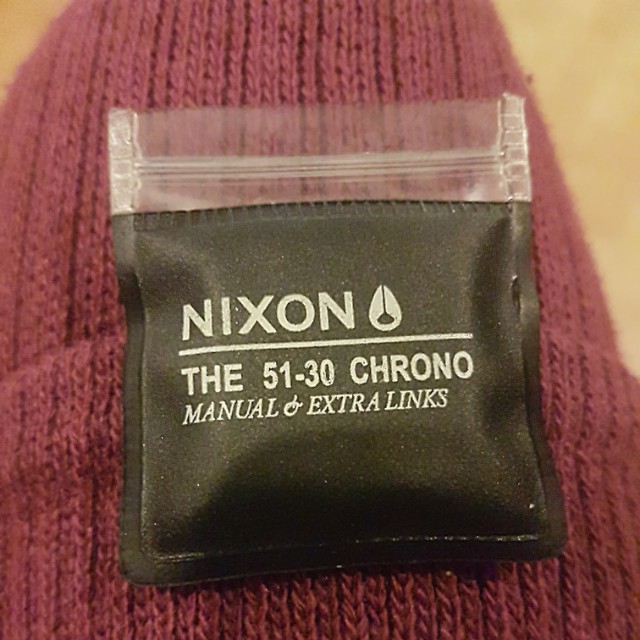 NIXON
THE 51-30 CHRONO
MANUAL & EXTRA LINKS